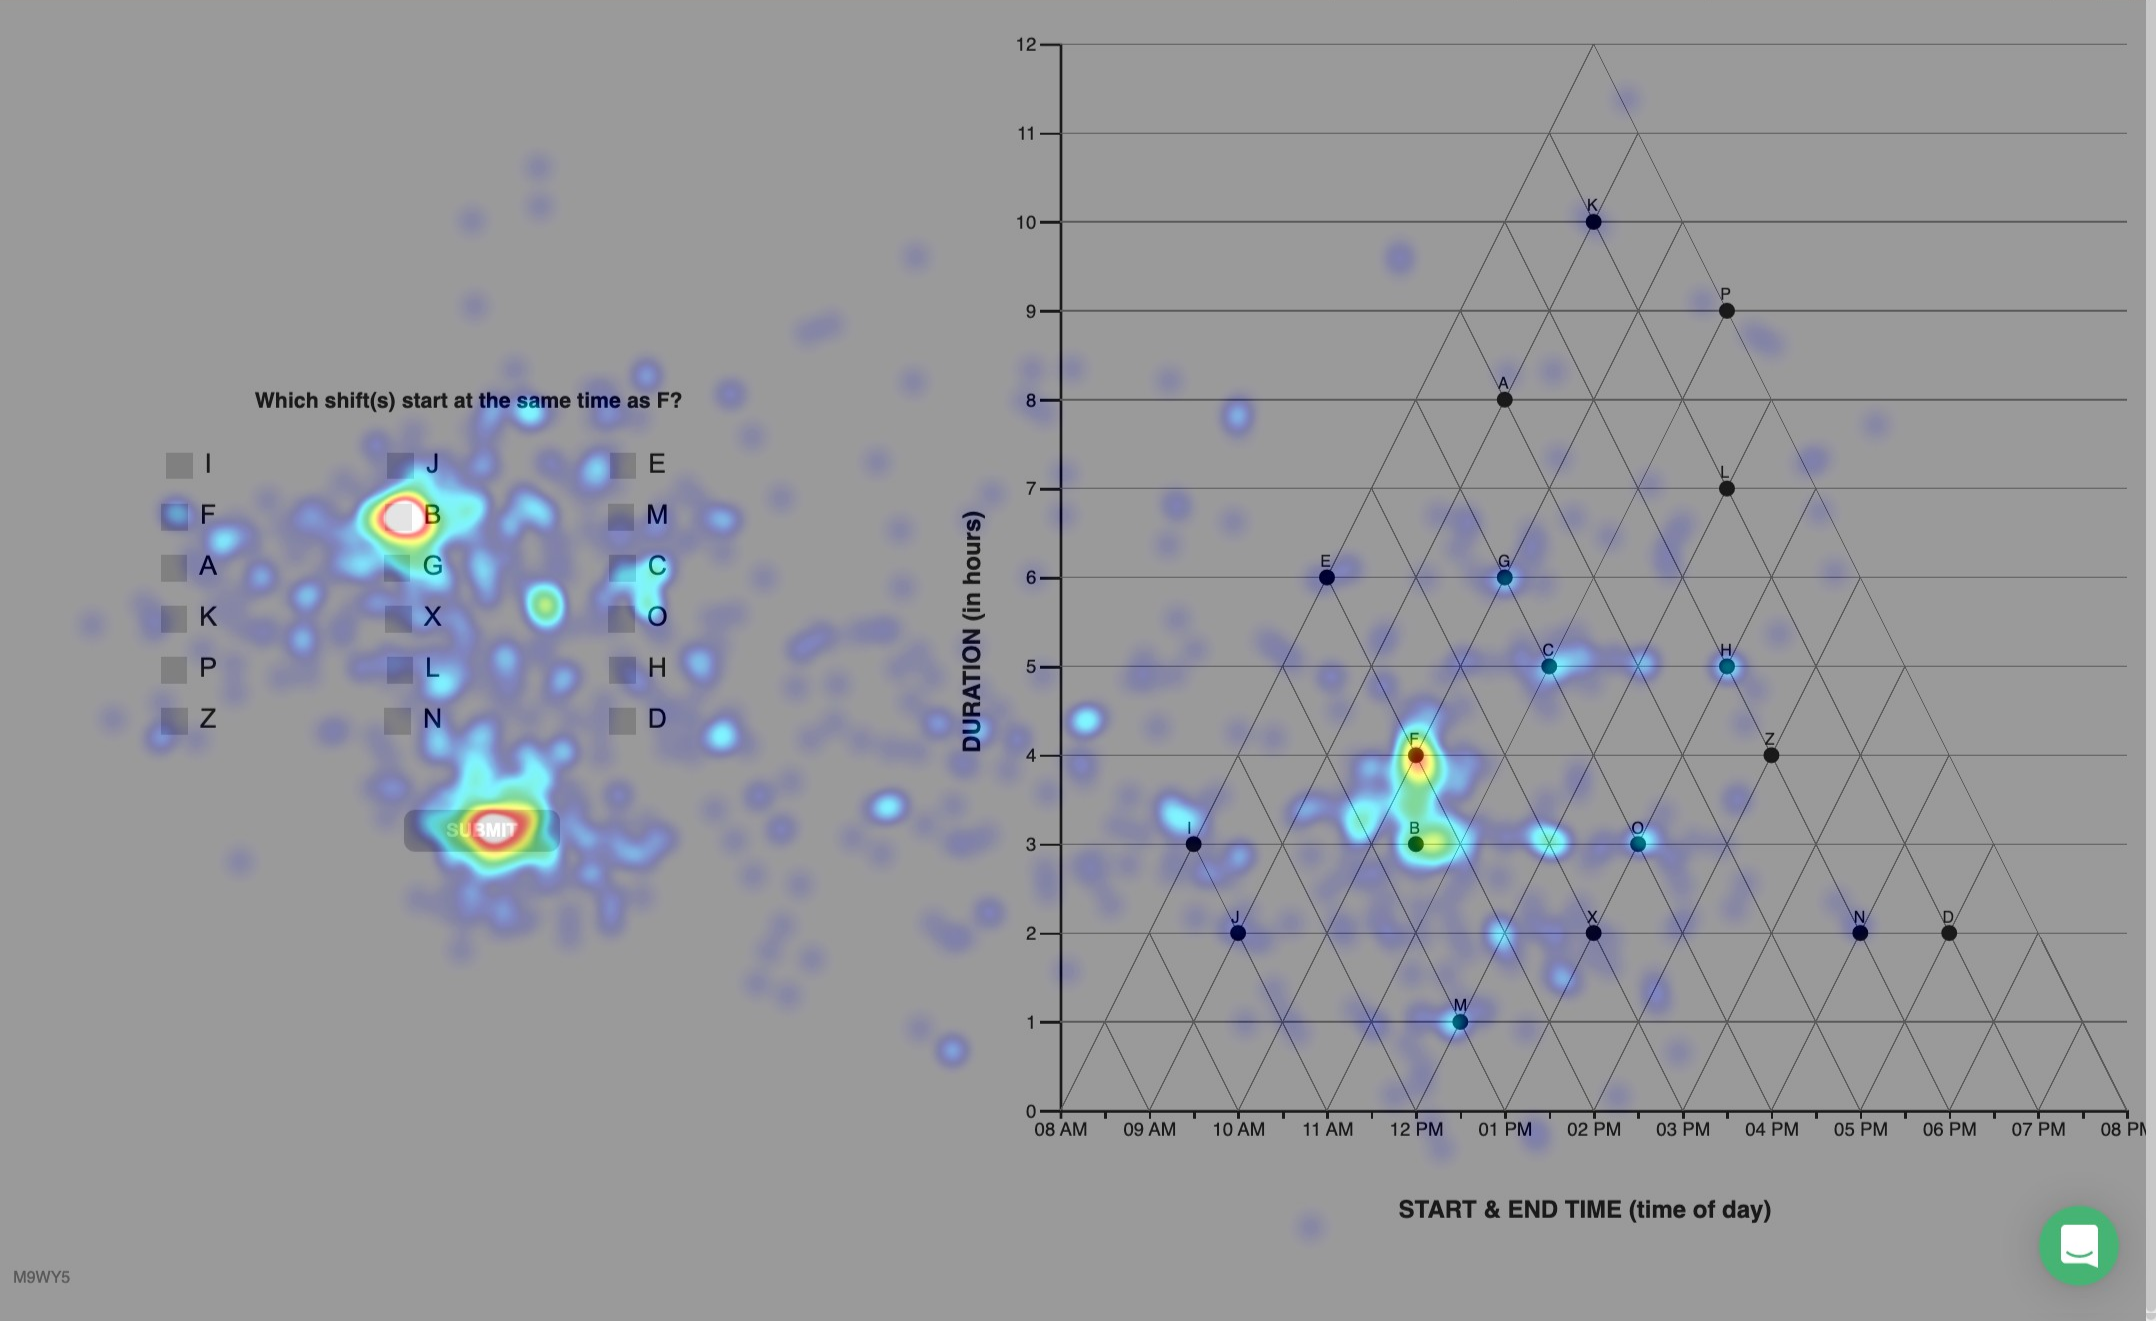 Which shift(s) start at the same time as F?
I
J
E
F
B
M
A
G
C
K
X
O
P
L
H
Z
N
D
SUBMIT
M9WY5
DURATION (in hours)
12
11
10
9
8
7
6
5
4
3
2
1
0
K
P
A
L
E
G
C
H
F
Z
I
B
O
J
X
N
D
M
08 AM 09 AM 10 AM 11 AM 12 PM 01 PM 02 PM 03 PM 04 PM 05 PM 06 PM 07 PM 08 PM
START & END TIME (time of day)